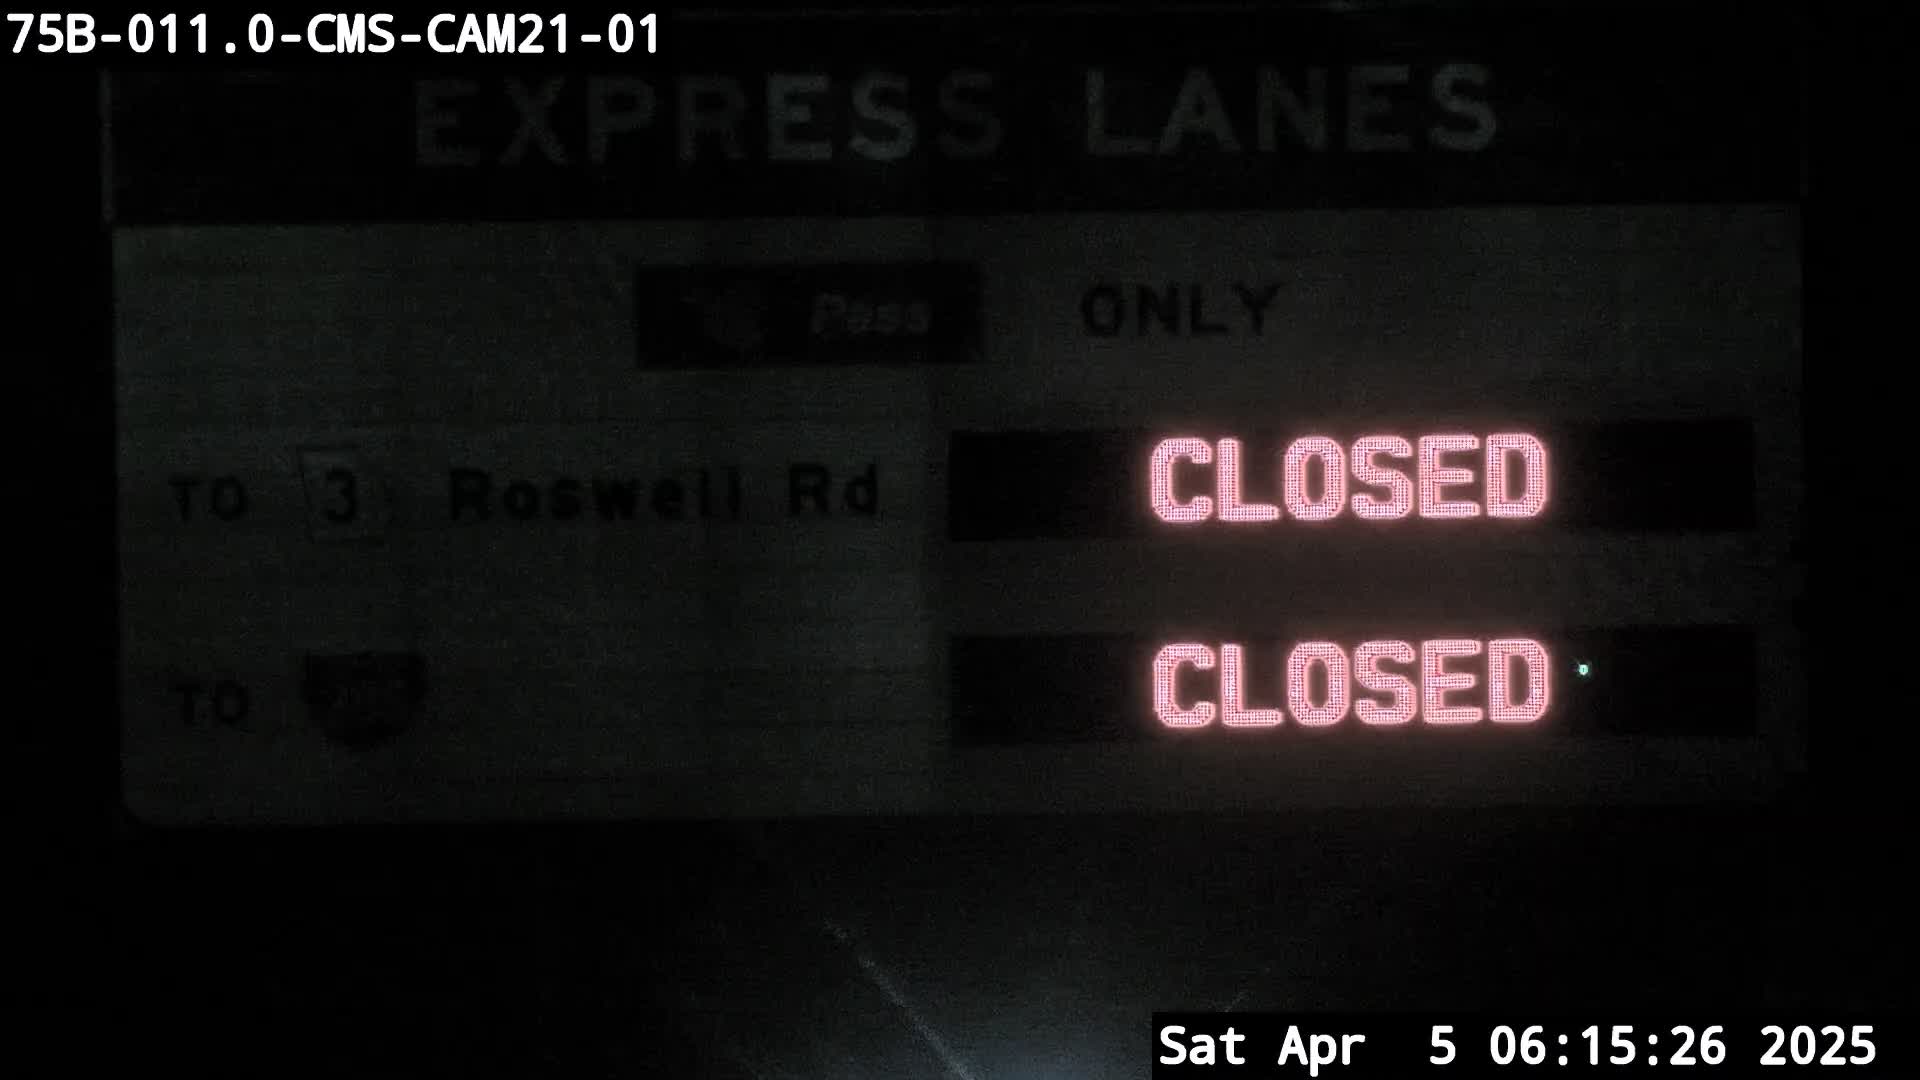 75B-011.0-CMS-CAM21-01
EXPRESS LANES
Pass ONLY
TO 3 Roswell Rd CLOSED
TO CLOSED
Sat Apr 5 06:15:26 2025